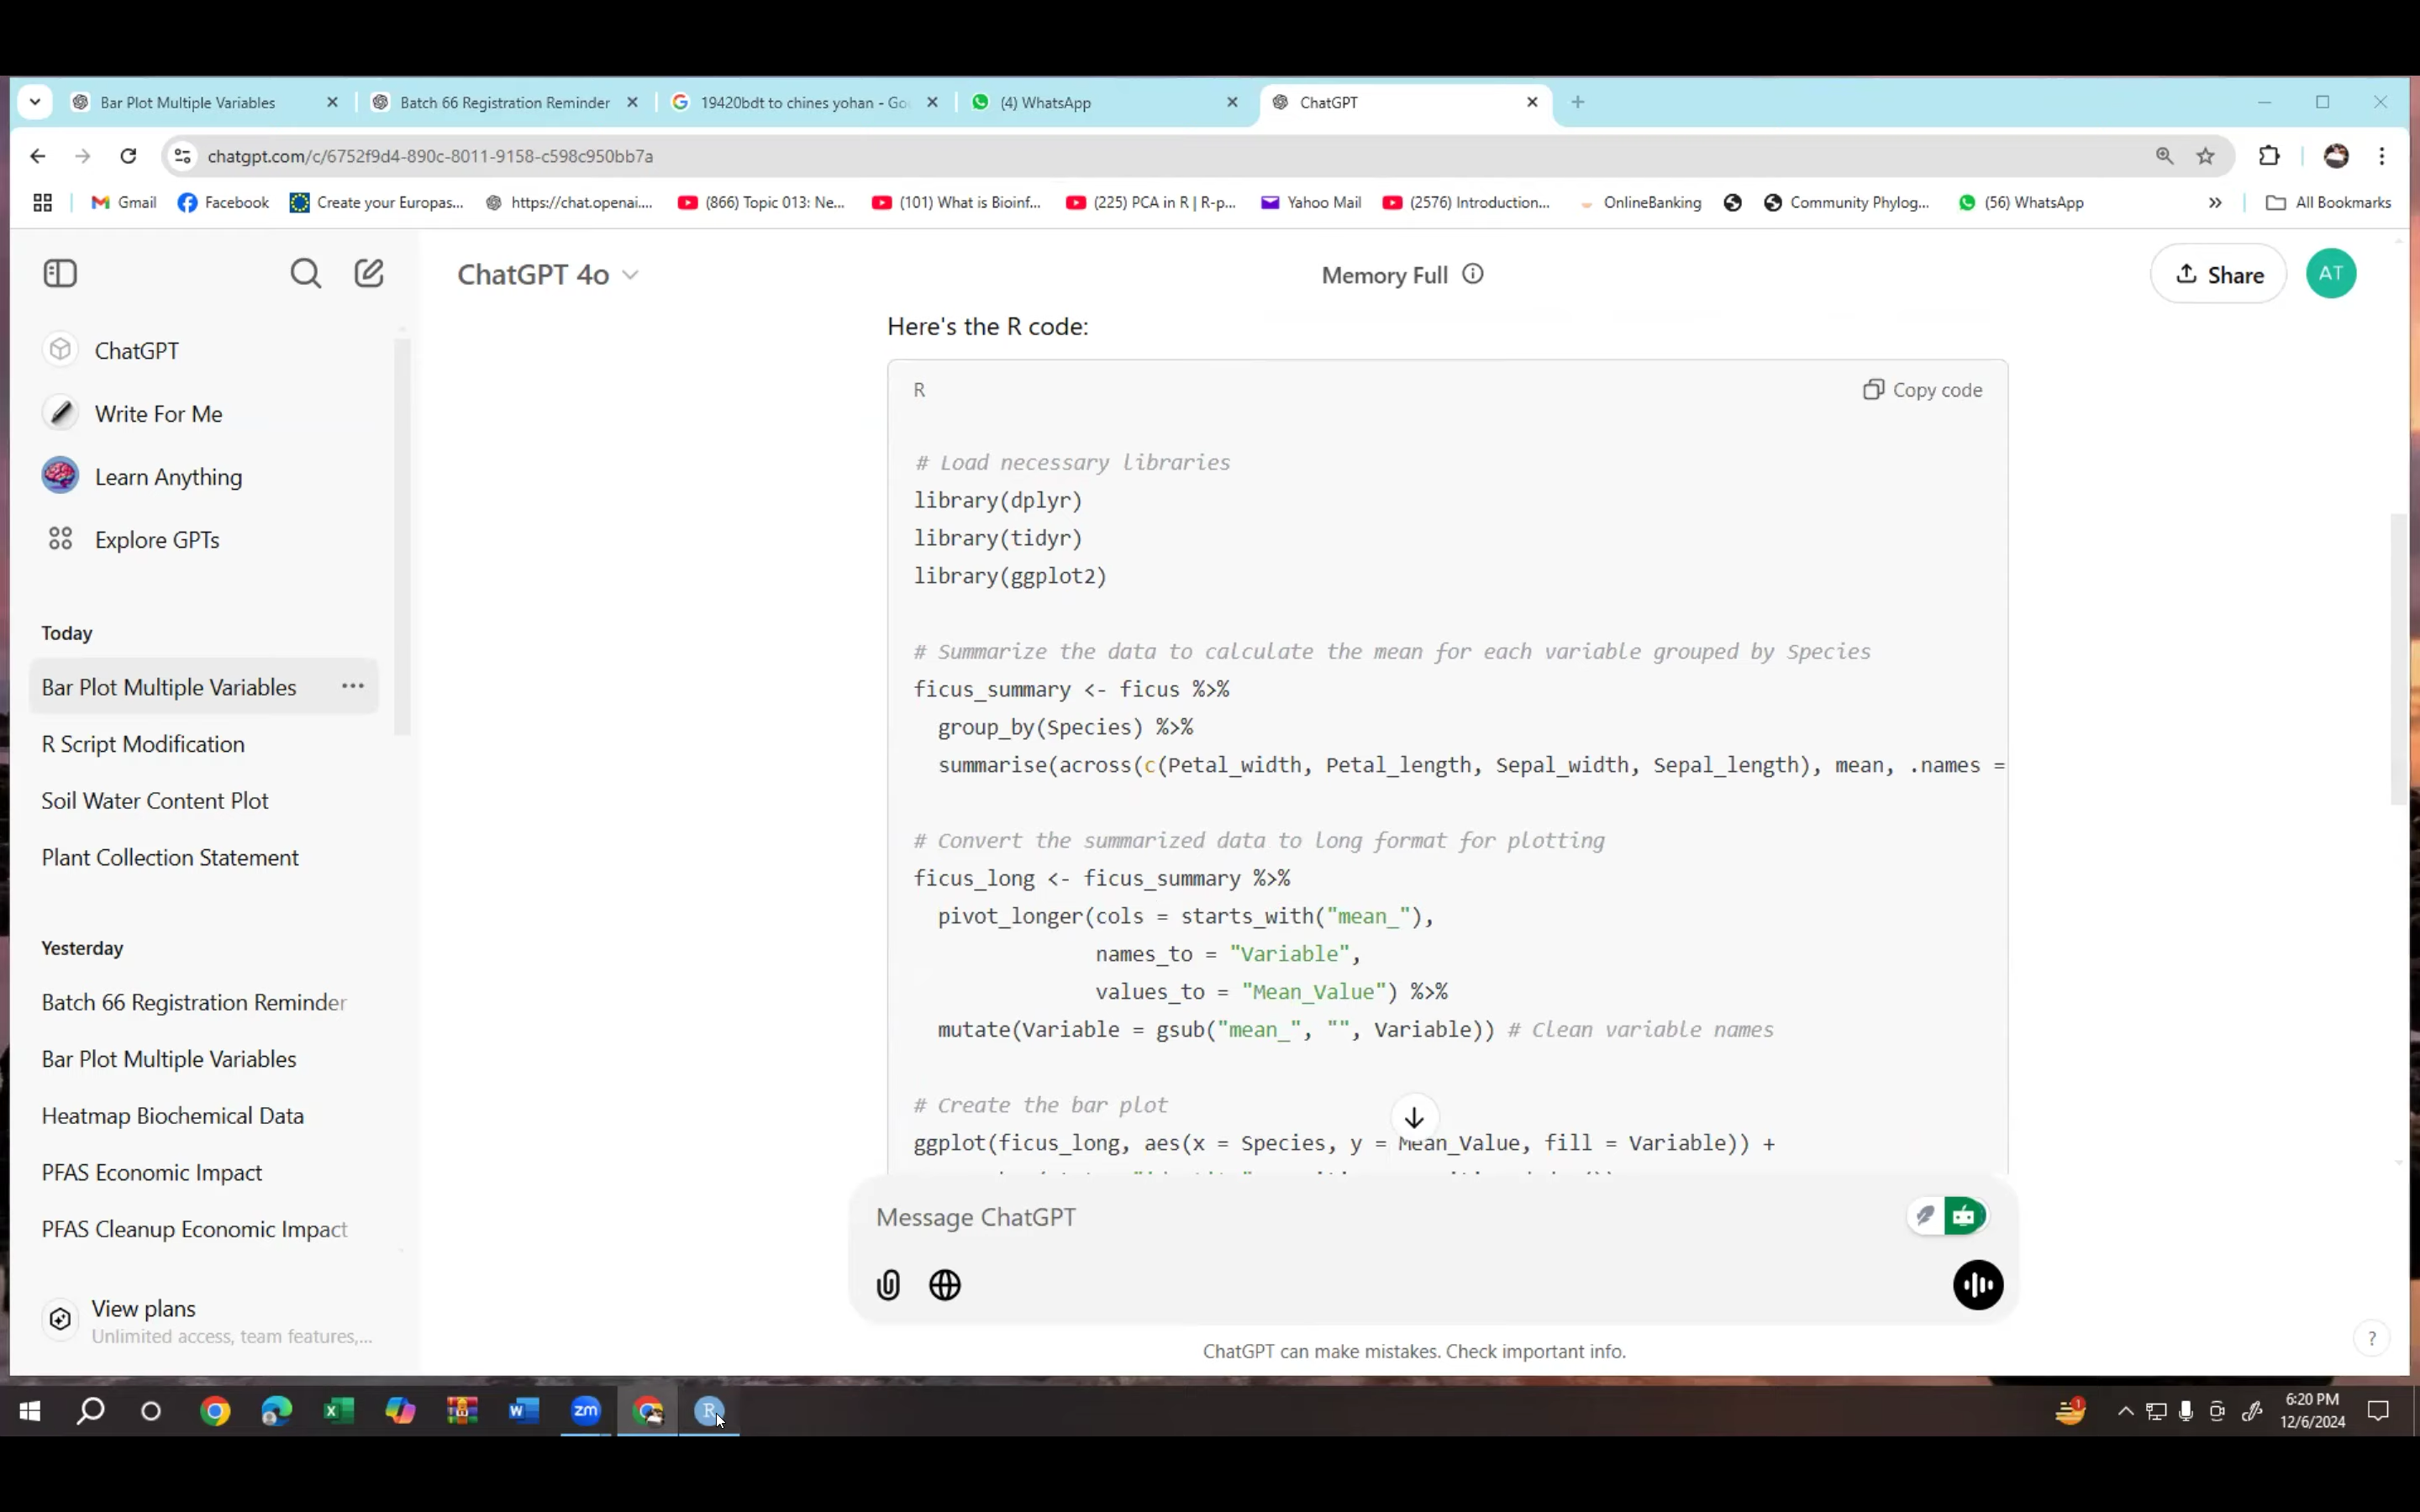 Bar Plot Multiple Variables
Batch 66 Registration Reminder
19420bdt to chines yohan - Go
(4) WhatsApp
ChatGPT
chatgpt.com/c/6752f9d4-890c-8011-9158-c598c950bb7a
Gmail
Facebook
Create your Europas...
https://chat.openai....
(866) Topic 013: Ne...
(101) What is Bioinf...
(225) PCA in R | R-p...
Yahoo Mail
(2576) Introduction...
OnlineBanking
Community Phylog...
(56) WhatsApp
All Bookmarks
ChatGPT 4o
Memory Full
Share
AT
ChatGPT
Write For Me
Learn Anything
Explore GPTs
Today
Bar Plot Multiple Variables
R Script Modification
Soil Water Content Plot
Plant Collection Statement
Yesterday
Batch 66 Registration Reminder
Bar Plot Multiple Variables
Heatmap Biochemical Data
PFAS Economic Impact
PFAS Cleanup Economic Impact
View plans
Unlimited access, team features,...
Here's the R code:
R
Copy code
# Load necessary libraries
library(dplyr)
library(tidyr)
library(ggplot2)
# Summarize the data to calculate the mean for each variable grouped by Species
ficus_summary <- ficus %>%
group_by(Species) %>%
summarise(across(c(Petal_width, Petal_length, Sepal_width, Sepal_length), mean, .names =
# Convert the summarized data to long format for plotting
ficus_long <- ficus_summary %>%
pivot_longer(cols = starts_with("mean_"),
names_to = "Variable",
values_to = "Mean_Value") %>%
mutate(Variable = gsub("mean_", "", Variable)) # Clean variable names
# Create the bar plot
ggplot(ficus_long, aes(x = Species, y = Mean_Value, fill = Variable)) +
Message ChatGPT
ChatGPT can make mistakes. Check important info.
?
zm
R
1
6:20 PM
12/6/2024